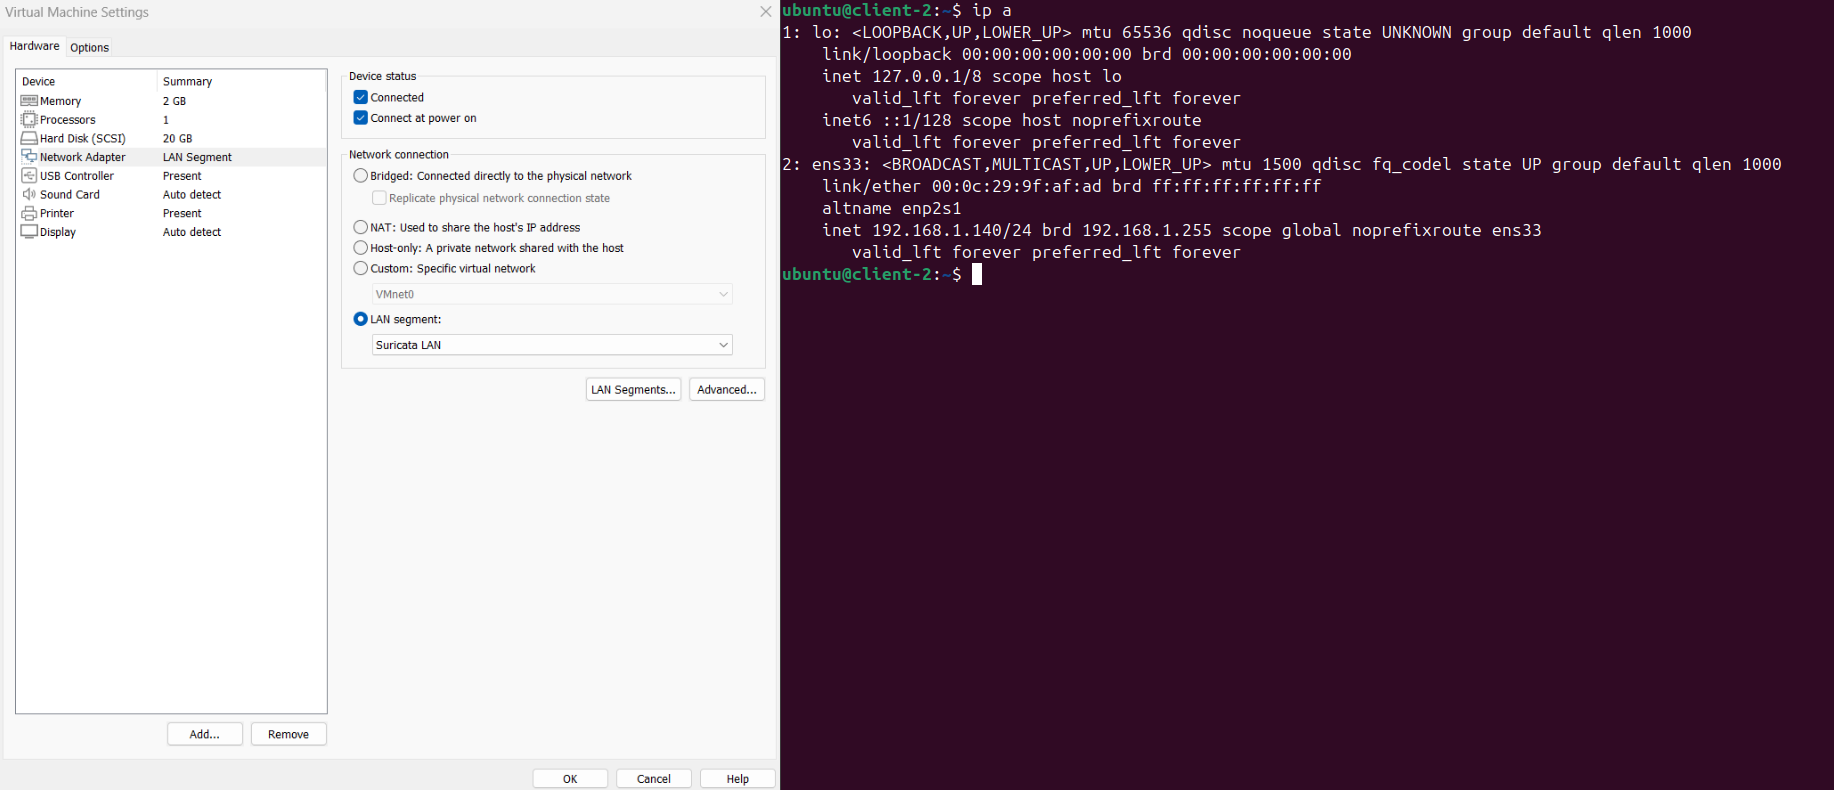 Virtual Machine Settings
Hardware Options
Device Summary
Memory 2 GB
Processors 1
Hard Disk (SCSI) 20 GB
Network Adapter LAN Segment
USB Controller Present
Sound Card Auto detect
Printer Present
Display Auto detect
Add... Remove
Device status
Connected
Connect at power on
Network connection
Bridged: Connected directly to the physical network
Replicate physical network connection state
NAT: Used to share the host's IP address
Host-only: A private network shared with the host
Custom: Specific virtual network
VMnet0
LAN segment:
Suricata LAN
LAN Segments... Advanced...
OK Cancel Help
ubuntu@client-2:~$ ip a
1: lo: <LOOPBACK,UP,LOWER_UP> mtu 65536 qdisc noqueue state UNKNOWN group default qlen 1000
link/loopback 00:00:00:00:00:00 brd 00:00:00:00:00:00
inet 127.0.0.1/8 scope host lo
valid_lft forever preferred_lft forever
inet6 ::1/128 scope host noprefixroute
valid_lft forever preferred_lft forever
2: ens33: <BROADCAST,MULTICAST,UP,LOWER_UP> mtu 1500 qdisc fq_codel state UP group default qlen 1000
link/ether 00:0c:29:9f:af:ad brd ff:ff:ff:ff:ff:ff
altname enp2s1
inet 192.168.1.140/24 brd 192.168.1.255 scope global noprefixroute ens33
valid_lft forever preferred_lft forever
ubuntu@client-2:~$